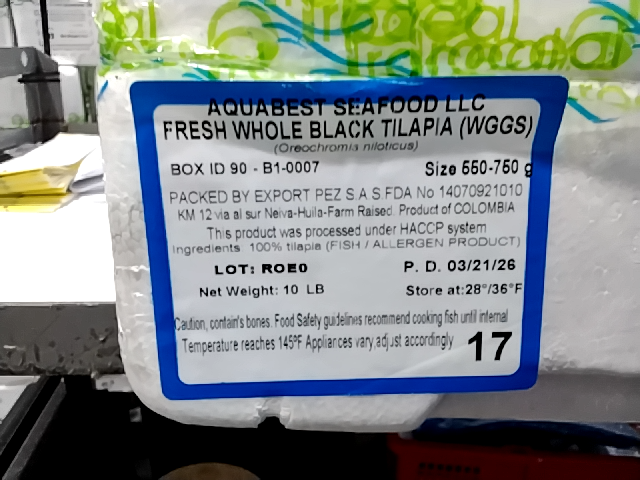 AQUABEST SEAFOOD LLC
FRESH WHOLE BLACK TILAPIA (WGGS)
(Oreochromis niloticus)
BOX ID 90 - B1-0007 Size 550-750 g
PACKED BY EXPORT PEZ S.A.S.FDA No 14070921010
KM 12 via al sur Neiva-Huila-Farm Raised. Product of COLOMBIA
This product was processed under HACCP system
Ingredients 100% tilapia (FISH / ALLERGEN PRODUCT)
LOT: ROE0 P. D. 03/21/26
Net Weight: 10 LB Store at:28°/36°F
Caution, contain's bones. Food Safety guidelines recommend cooking fish until internal
Temperature reaches 145ºF Appliances vary,adjust accordingly 17